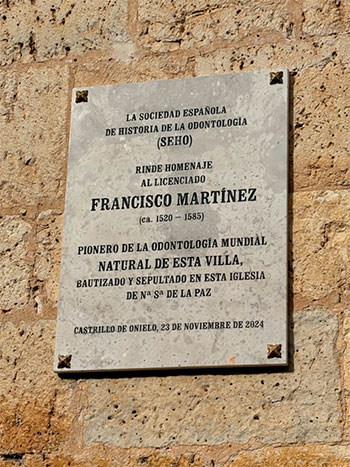 LA SOCIEDAD ESPAÑOLA
DE HISTORIA DE LA ODONTOLOGÍA
(SEHO)
RINDE HOMENAJE
AL LICENCIADO
FRANCISCO MARTÍNEZ
(ca. 1520 – 1585)
PIONERO DE LA ODONTOLOGÍA MUNDIAL
NATURAL DE ESTA VILLA,
BAUTIZADO Y SEPULTADO EN ESTA IGLESIA
DE Nª Sª DE LA PAZ
CASTRILLO DE ONIELO, 23 DE NOVIEMBRE DE 2024